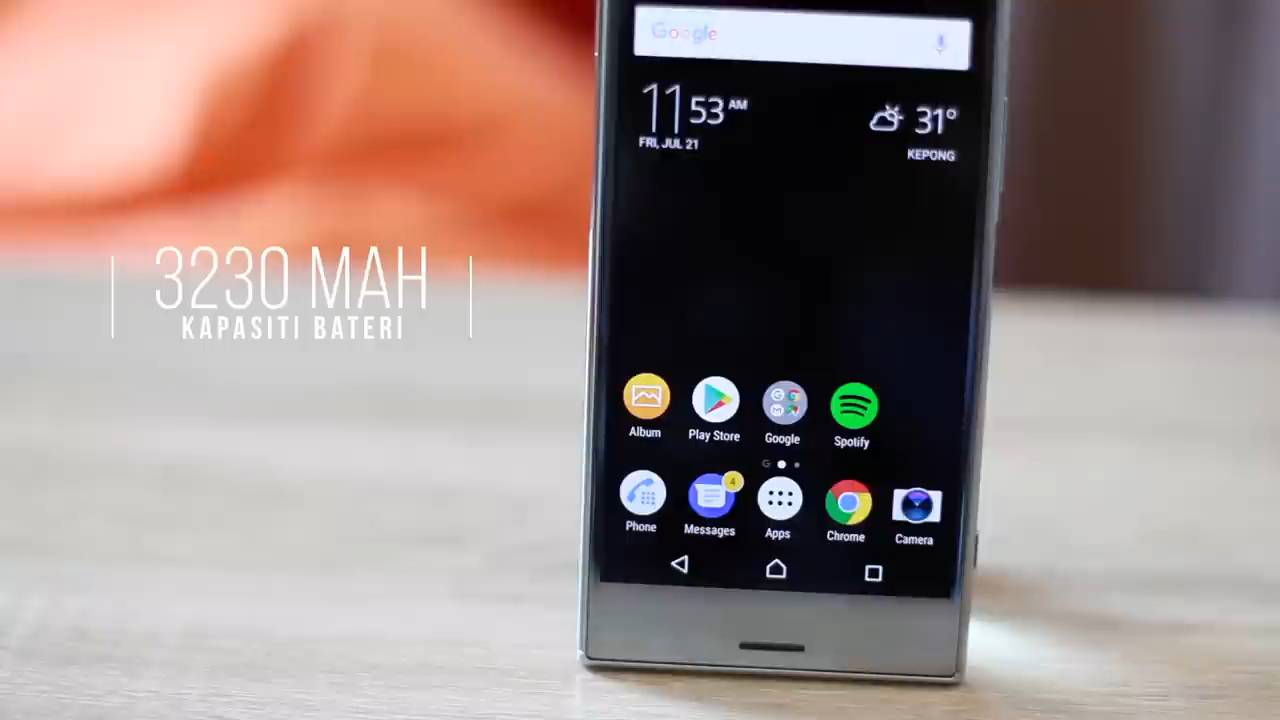 Google
11 53 AM
31°
FRI, JUL 21
KEPONG
3230 MAH
KAPASITI BATERI
Album
Play Store
Google
Spotify
4
Phone
Messages
Apps
Chrome
Camera